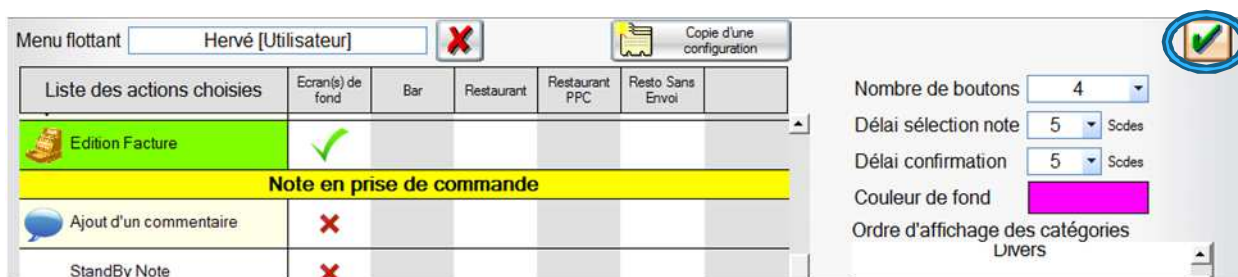 Menu flottant Hervé [Utilisateur] Copie d'une
configuration
Liste des actions choisies Ecran(s) de
fond Bar Restaurant Restaurant
PPC Resto Sans
Envoi
Nombre de boutons 4
Edition Facture
Délai sélection note 5 Scdes
Délai confirmation 5 Scdes
Note en prise de commande
Couleur de fond
Ajout d'un commentaire
Ordre d'affichage des catégories
Divers
StandBy Note